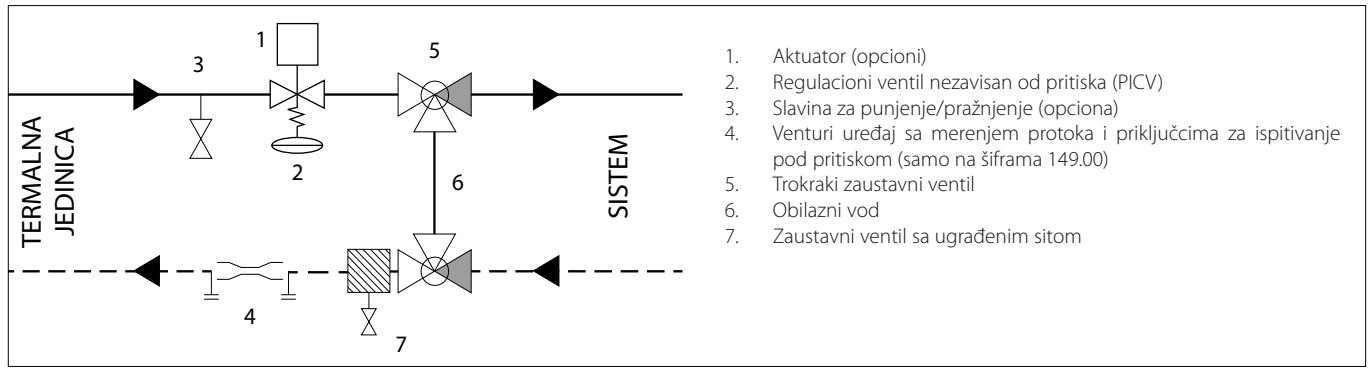 1
5
3
2
6
TERMALNA
JEDINICA
SISTEM
4
7
1. Aktuator (opcioni)
2. Regulacioni ventil nezavisan od pritiska (PICV)
3. Slavina za punjenje/pražnjenje (opciona)
4. Venturi uređaj sa merenjem protoka i priključcima za ispitivanje
pod pritiskom (samo na šiframa 149.00)
5. Trokraki zaustavni ventil
6. Obilazni vod
7. Zaustavni ventil sa ugrađenim sitom